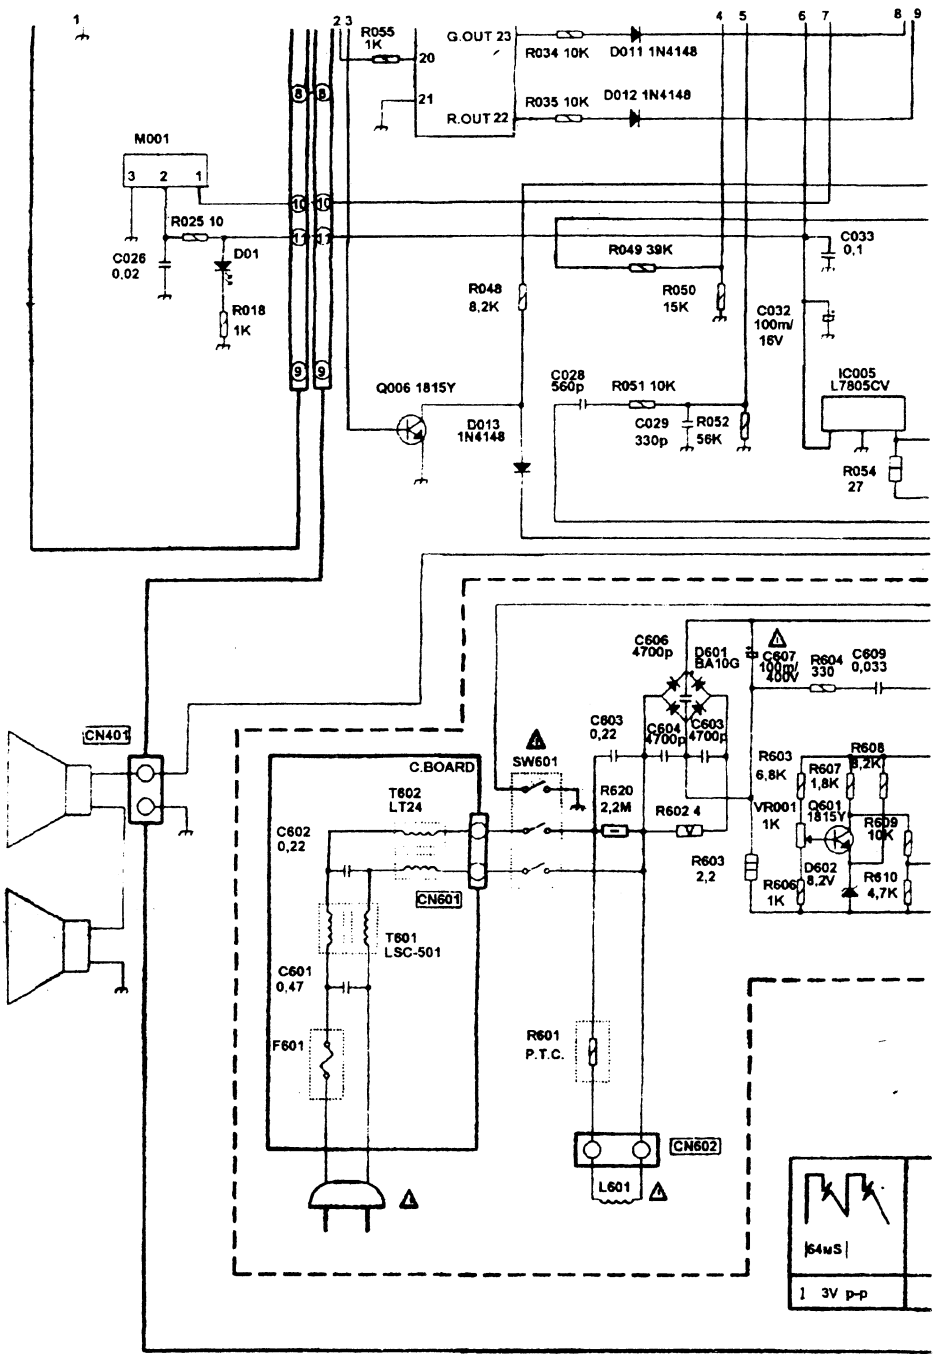 1
2 3
4 5
6 7
8 9
R055
1K
20
21
G.OUT 23
R.OUT 22
R034 10K
D011 1N4148
R035 10K
D012 1N4148
8 8
M001
3 2 1
10 10
R025 10
11 11
C026
0,02
D01
R018
1K
9 9
R048
8,2K
R049 39K
R050
15K
C033
0,1
C032
100m/
16V
IC005
L7805CV
Q006 1815Y
D013
1N4148
C028
560p
R051 10K
C029
330p
R052
56K
R054
27
C606
4700p
D601
BA10G
C607
100m/
400V
R604
330
C609
0,033
CN401
C.BOARD
SW601
C603
0,22
C604
4700p
C603
4700p
T602
LT24
C602
0,22
CN601
R620
2,2M
R602 4
R603
2,2
R603
6,8K
R607
1,8K
R608
8,2K
VR001
1K
Q601
1815Y
R609
10K
D602
8,2V
R606
1K
R610
4,7K
T601
LSC-501
C601
0,47
F601
R601
P.T.C.
CN602
L601
64MS
1 3V p-p